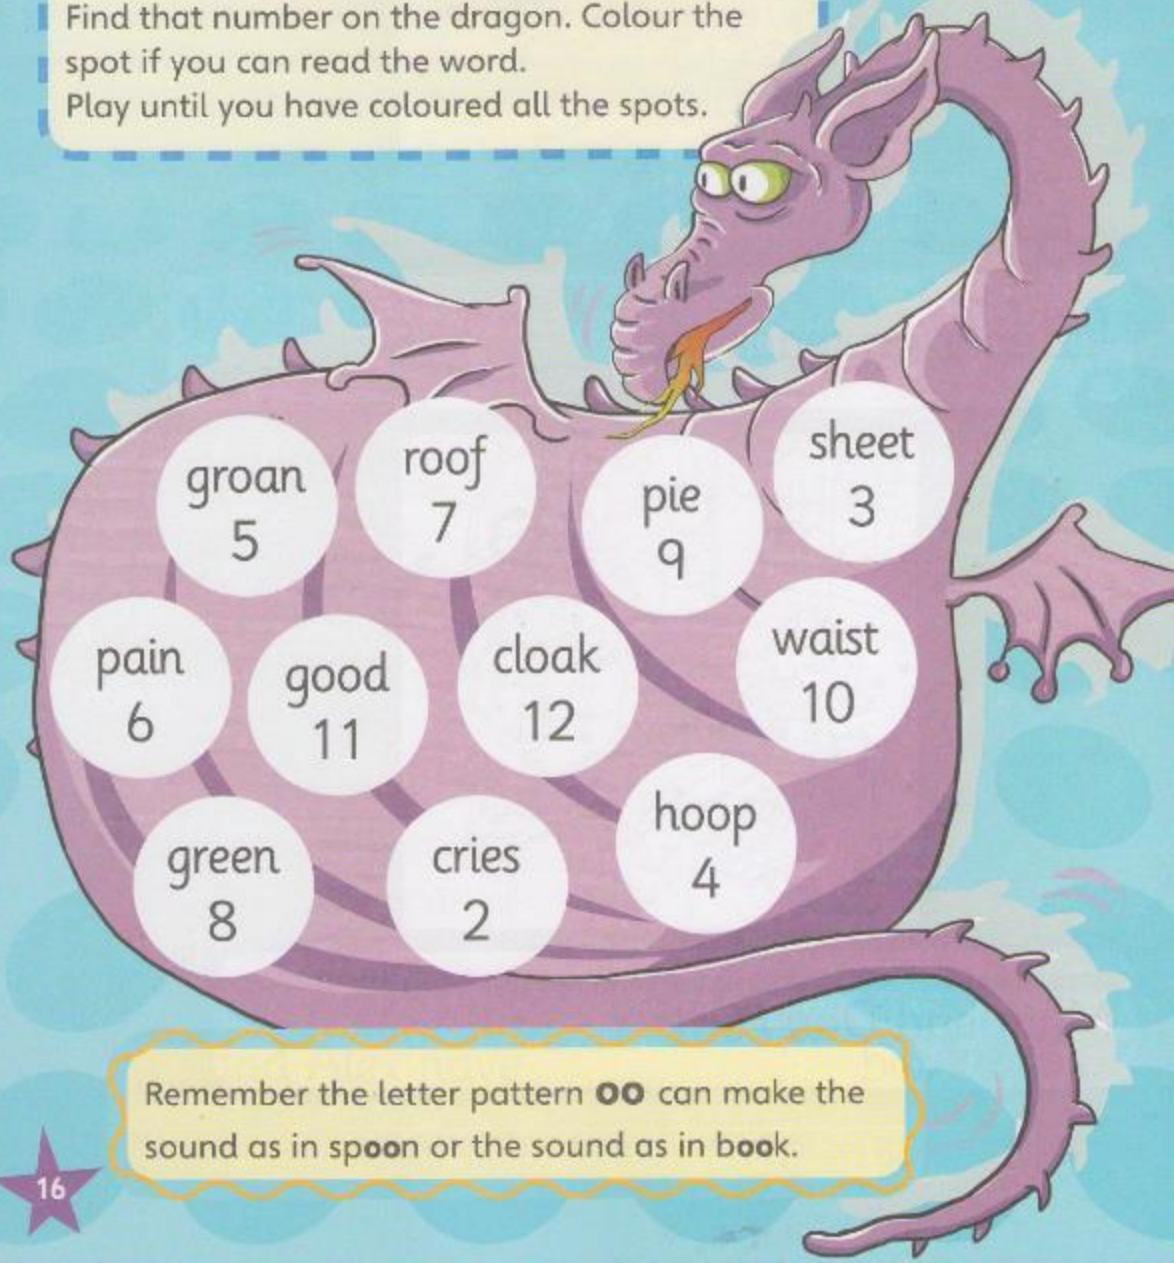 Find that number on the dragon. Colour the
spot if you can read the word.
Play until you have coloured all the spots.
groan
5
roof
7
pie
9
sheet
3
pain
6
good
11
cloak
12
waist
10
green
8
cries
2
hoop
4
Remember the letter pattern oo can make the
sound as in spoon or the sound as in book.
16